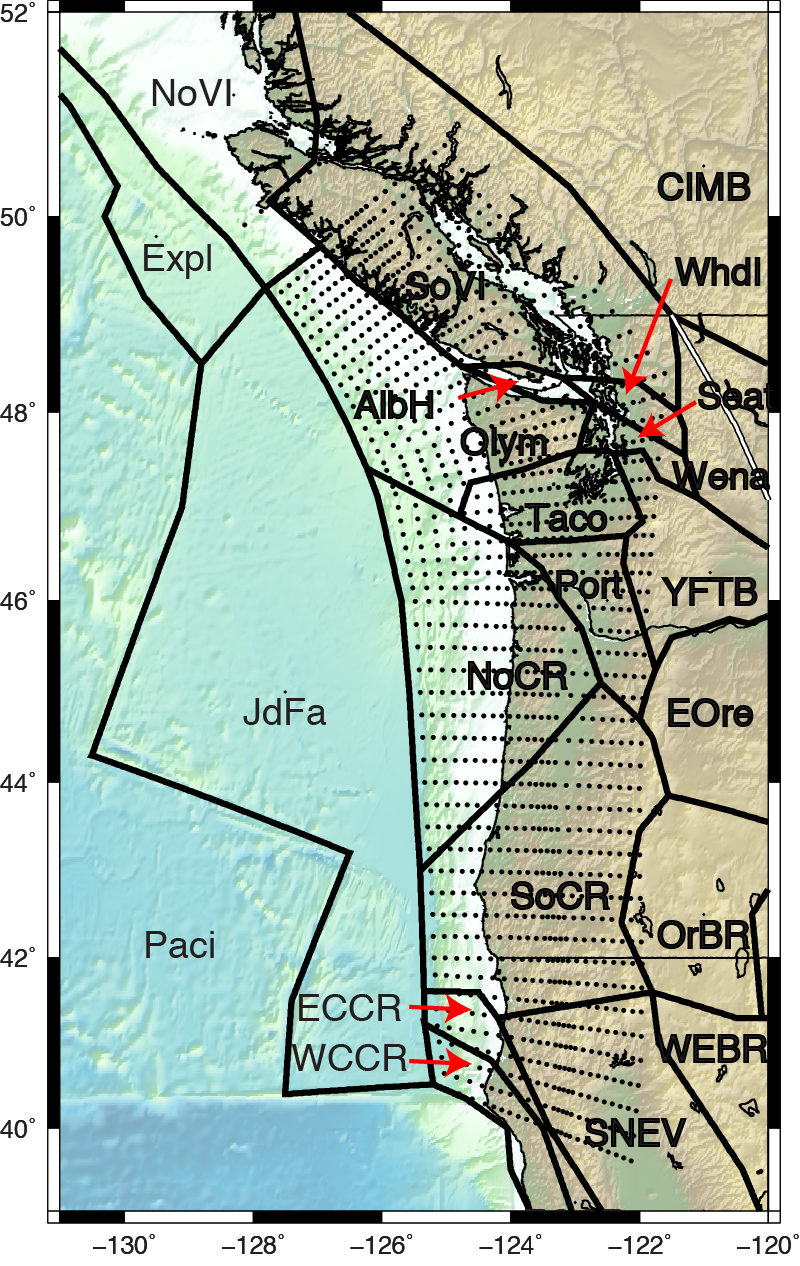 52°
NoVI
CIMB
50°
Expl
Whdl
SoVI
AlbH
Seat
48°
Olym
Wena
Taco
Port
YFTB
46°
NoCR
JdFa
EOre
44°
SoCR
Paci
OrBR
42°
ECCR
WCCR
WEBR
SNEV
40°
−130° −128° −126° −124° −122° −120°